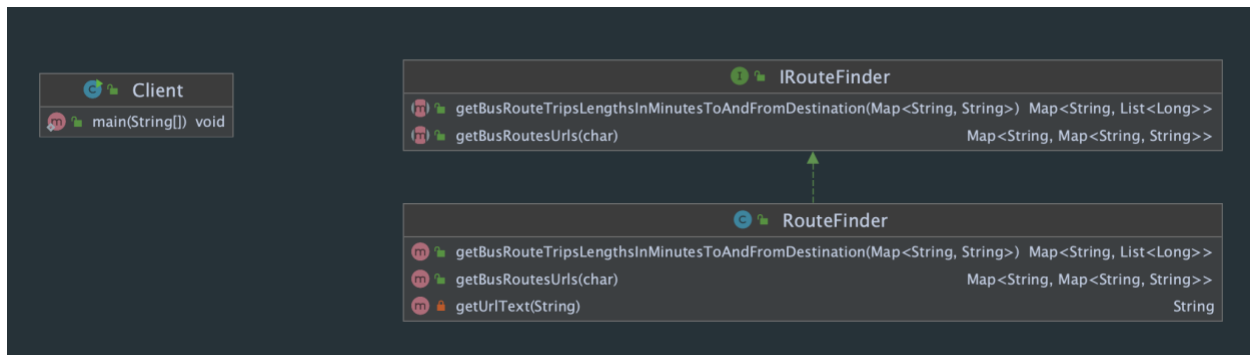 Client
main(String[]) void
IRouteFinder
getBusRouteTripsLengthsInMinutesToAndFromDestination(Map<String, String>) Map<String, List<Long>>
getBusRoutesUrls(char) Map<String, Map<String, String>>
RouteFinder
getBusRouteTripsLengthsInMinutesToAndFromDestination(Map<String, String>) Map<String, List<Long>>
getBusRoutesUrls(char) Map<String, Map<String, String>>
getUrlText(String) String